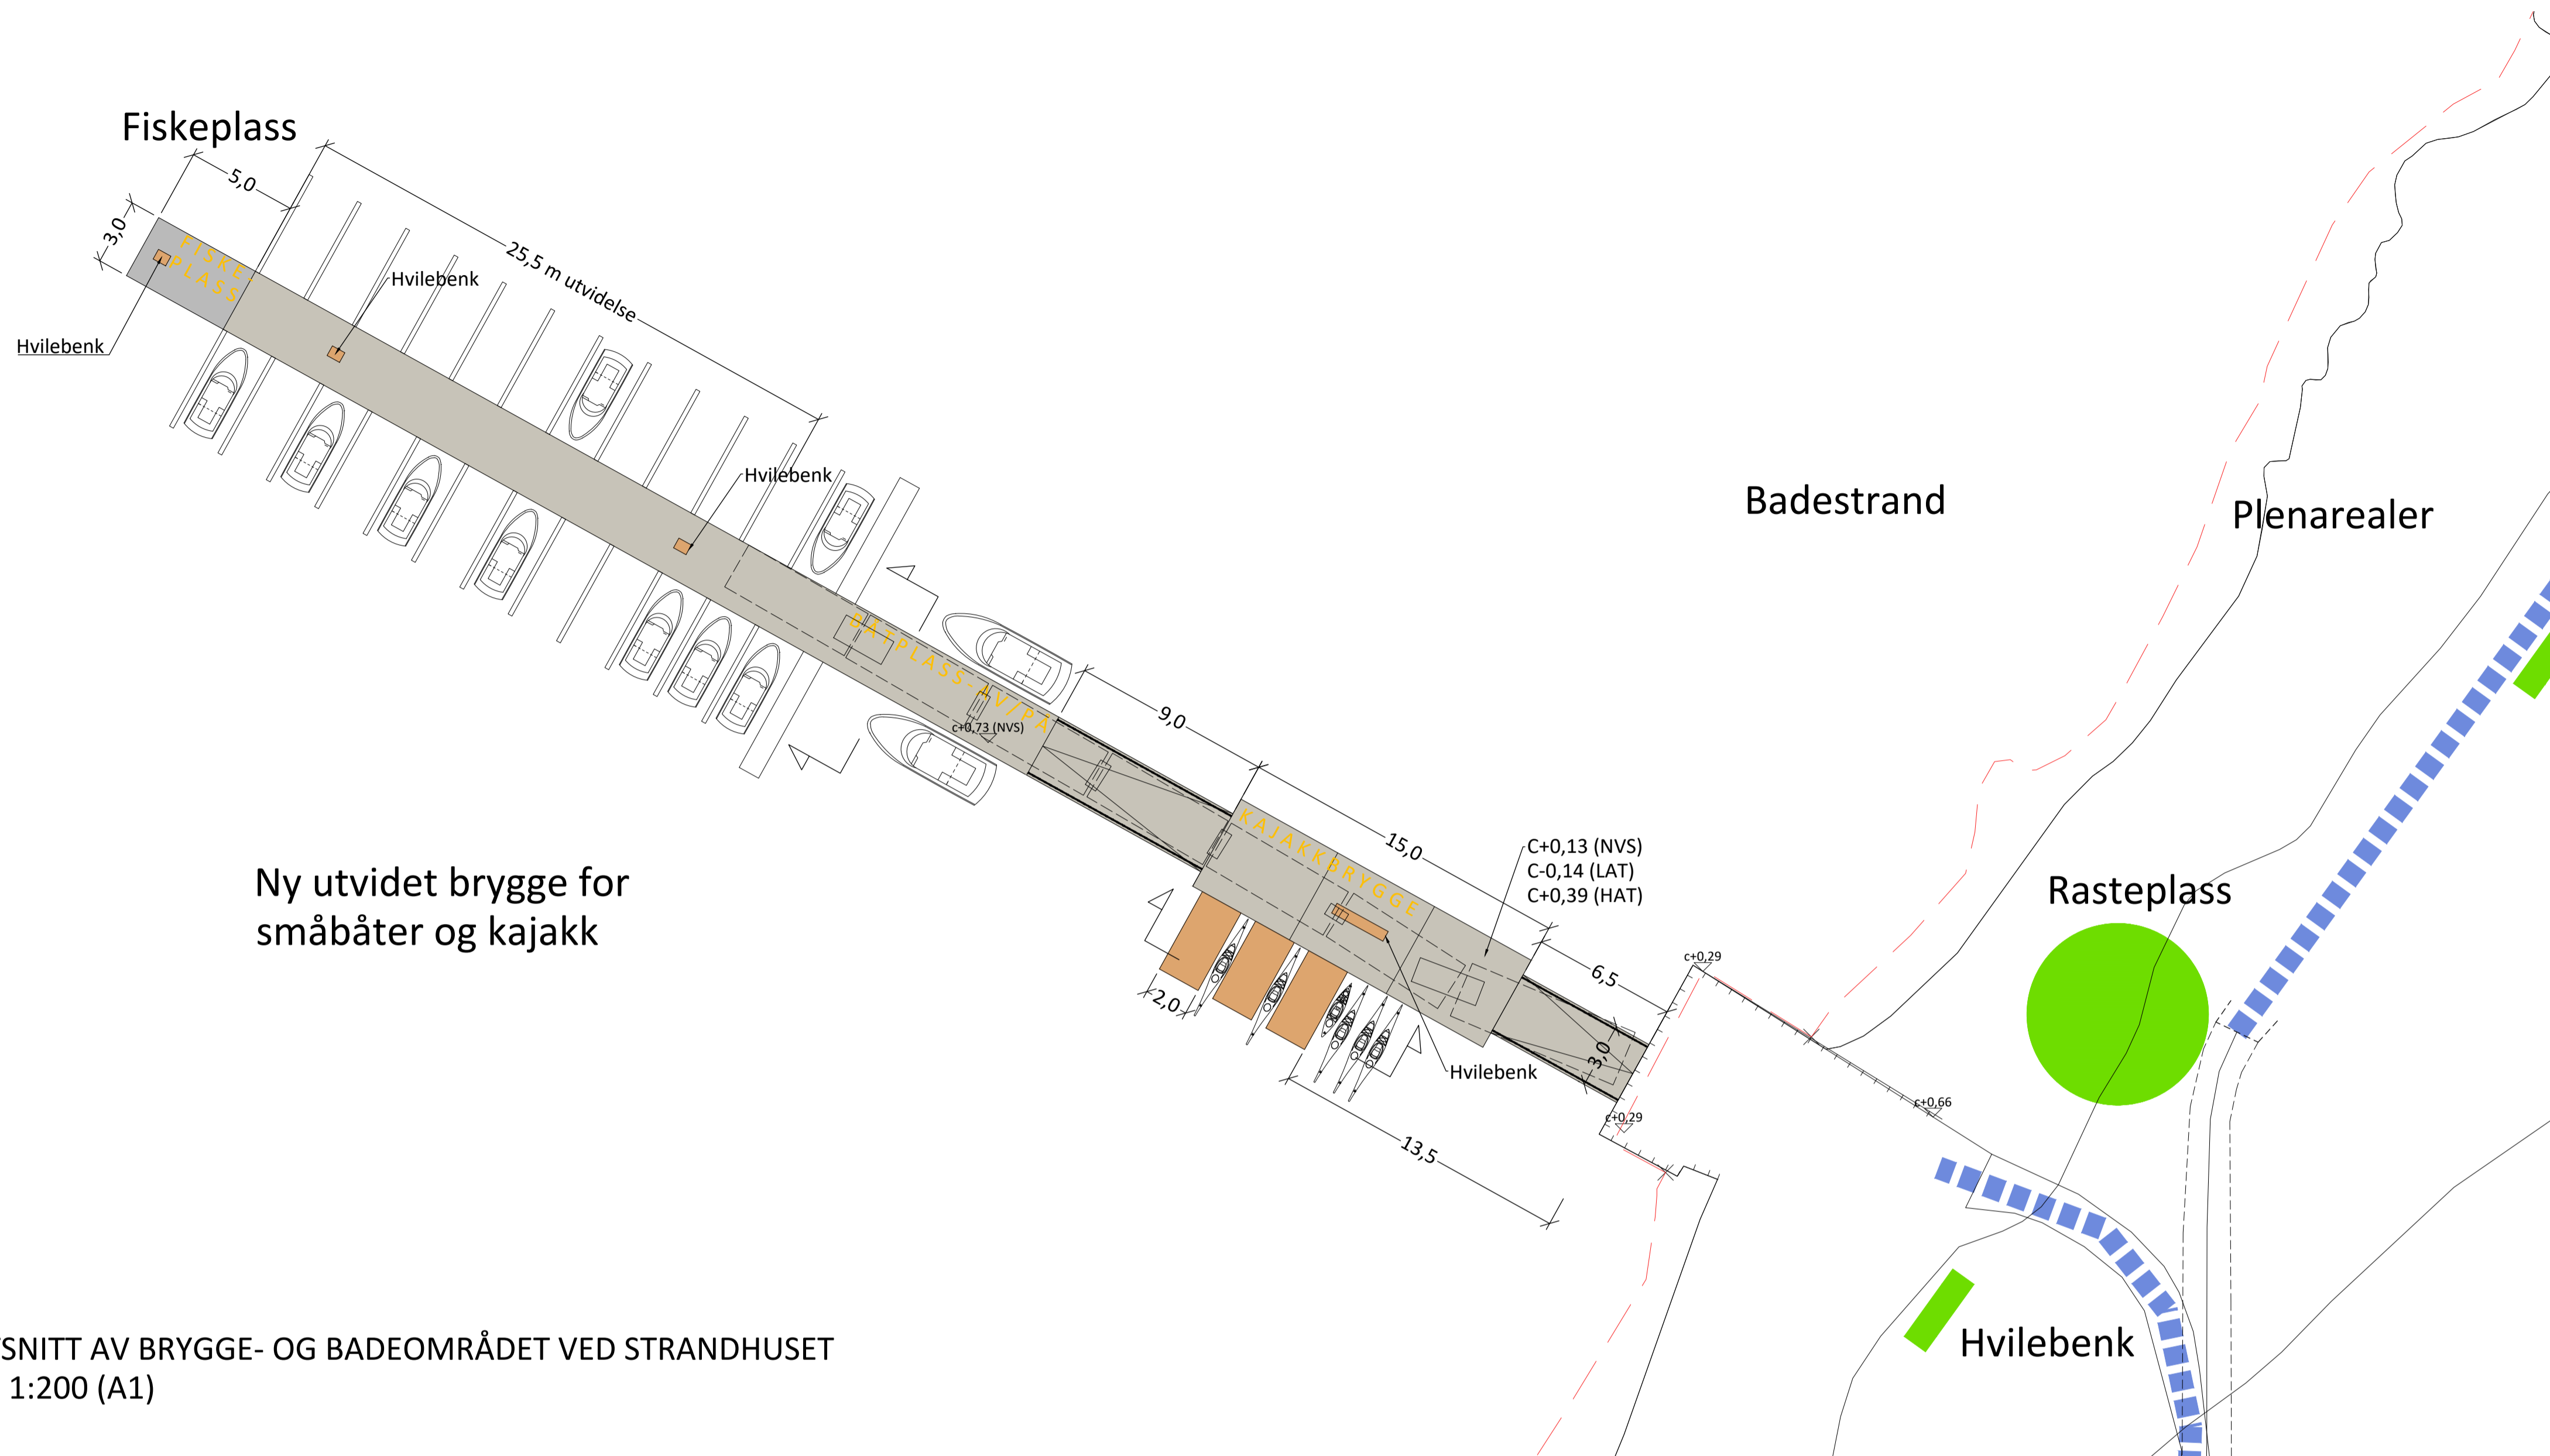 Fiskeplass
5,0
3,0
25,5 m utvidelse
FISKE-
PLASS
Hvilebenk
Hvilebenk
Hvilebenk
Badestrand
Plenarealer
BÅTPLASS-AV/PÅ
c+0,73 (NVS)
9,0
15,0
KAJAKKBRYGGE
C+0,13 (NVS)
C-0,14 (LAT)
C+0,39 (HAT)
Rasteplass
Ny utvidet brygge for
småbåter og kajakk
6,5
c+0,29
2,0
3,0
Hvilebenk
c+0,29
c+0,66
13,5
Hvilebenk
SNITT AV BRYGGE- OG BADEOMRÅDET VED STRANDHUSET
1:200 (A1)